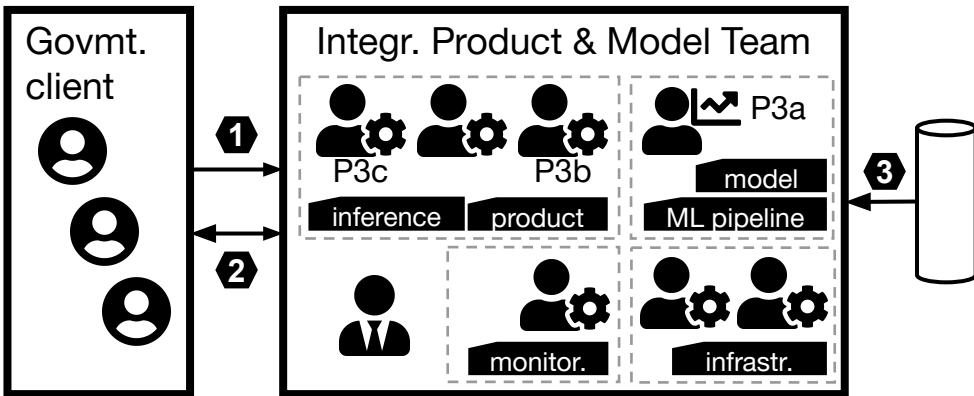 Govmt.
client
1
2
Integr. Product & Model Team
P3c
P3b
inference
product
P3a
model
ML pipeline
monitor.
infrastr.
3